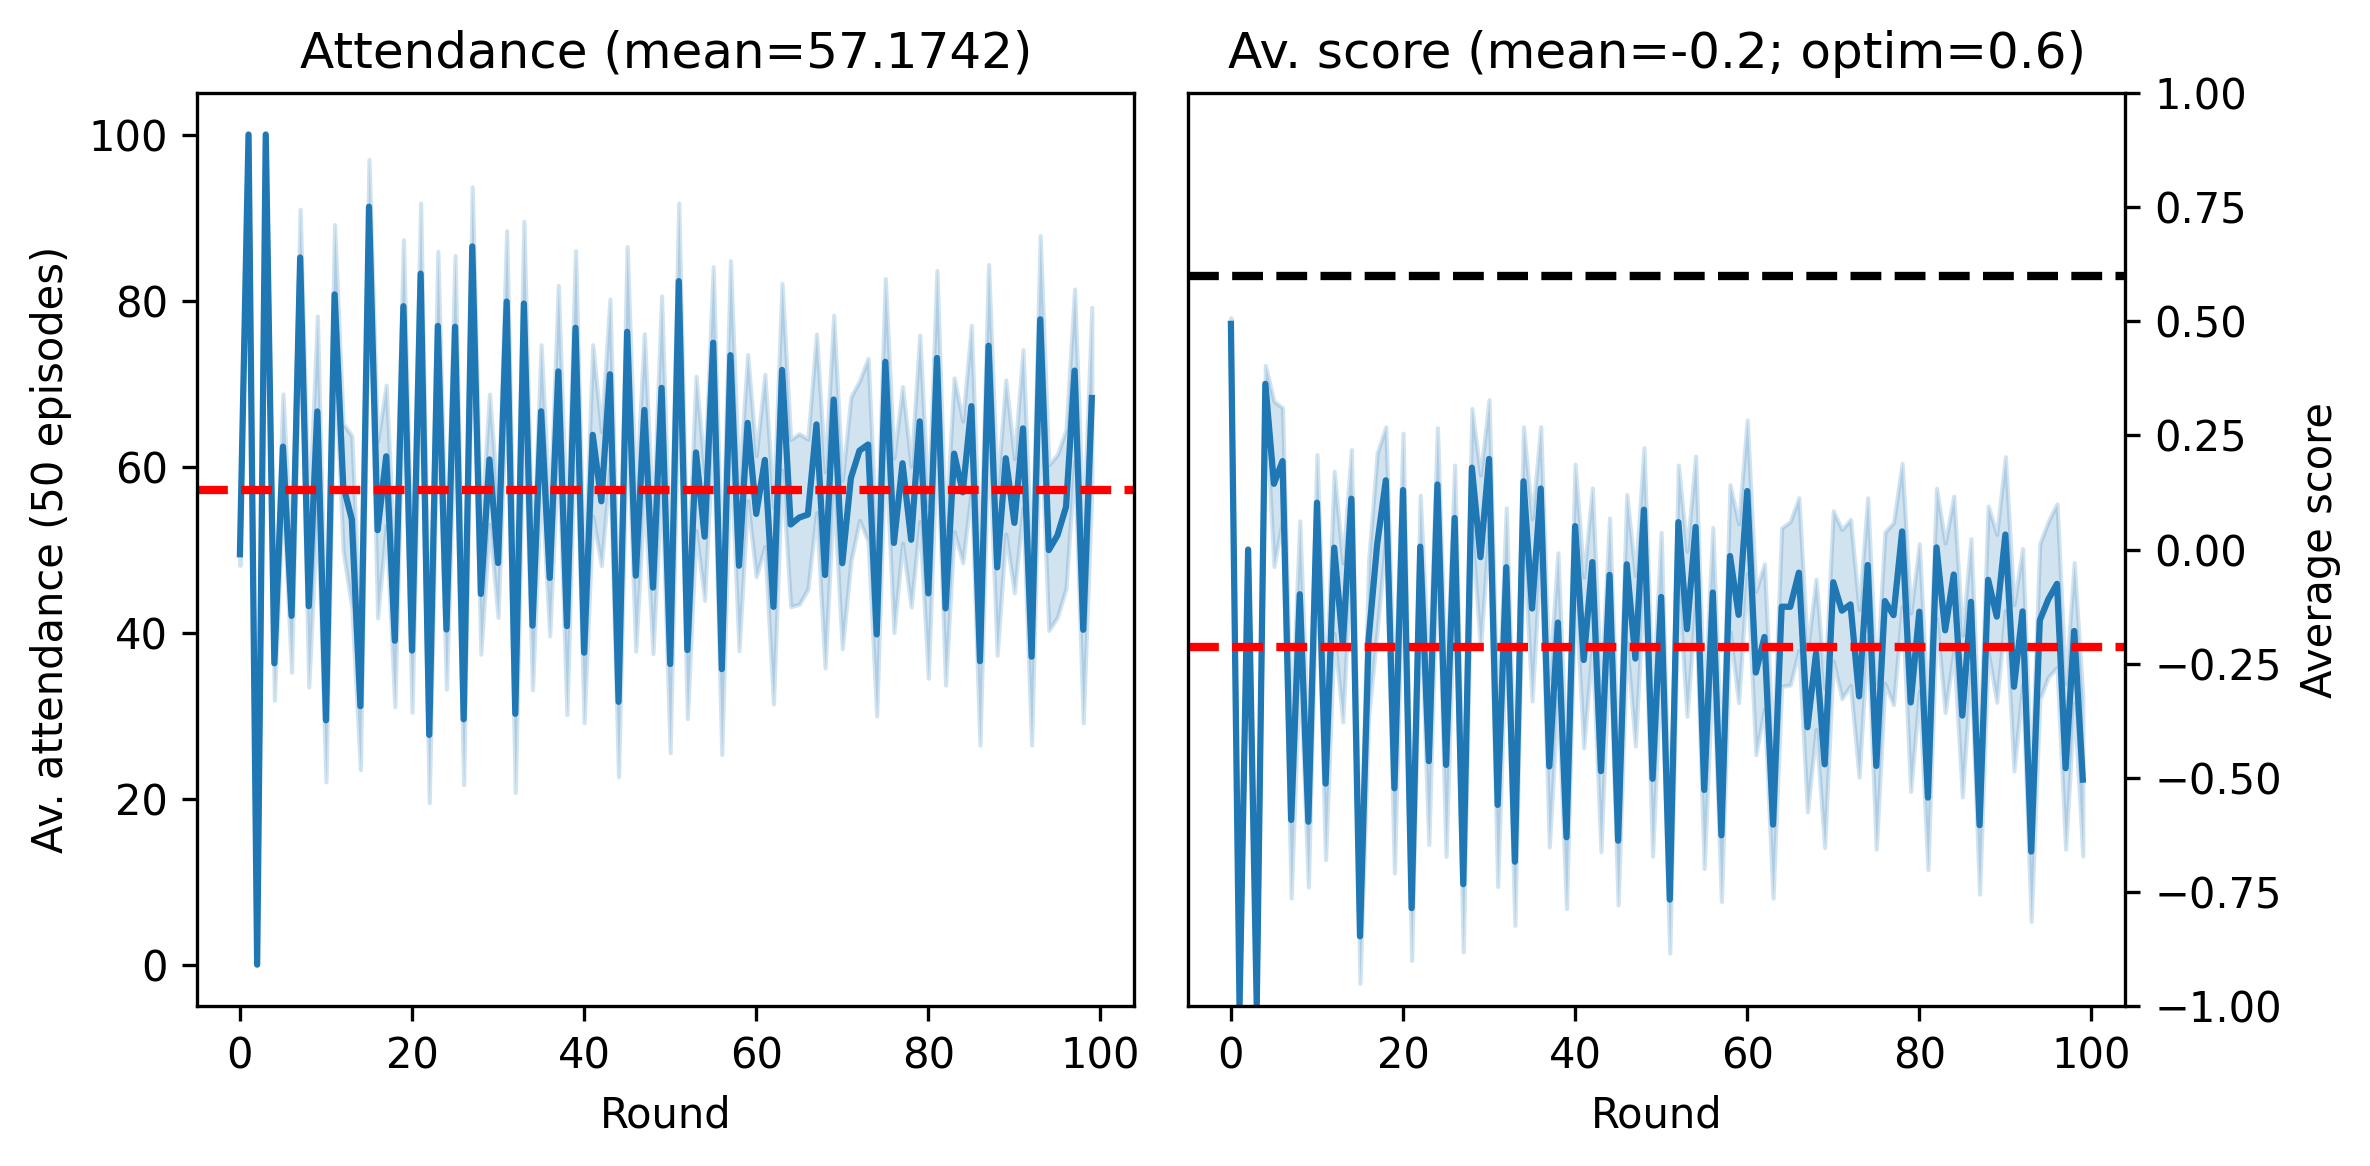 Attendance (mean=57.1742)
Av. attendance (50 episodes)
100
80
60
40
20
0
0 20 40 60 80 100
Round
Av. score (mean=-0.2; optim=0.6)
1.00
0.75
0.50
0.25
0.00
−0.25
−0.50
−0.75
−1.00
Average score
0 20 40 60 80 100
Round